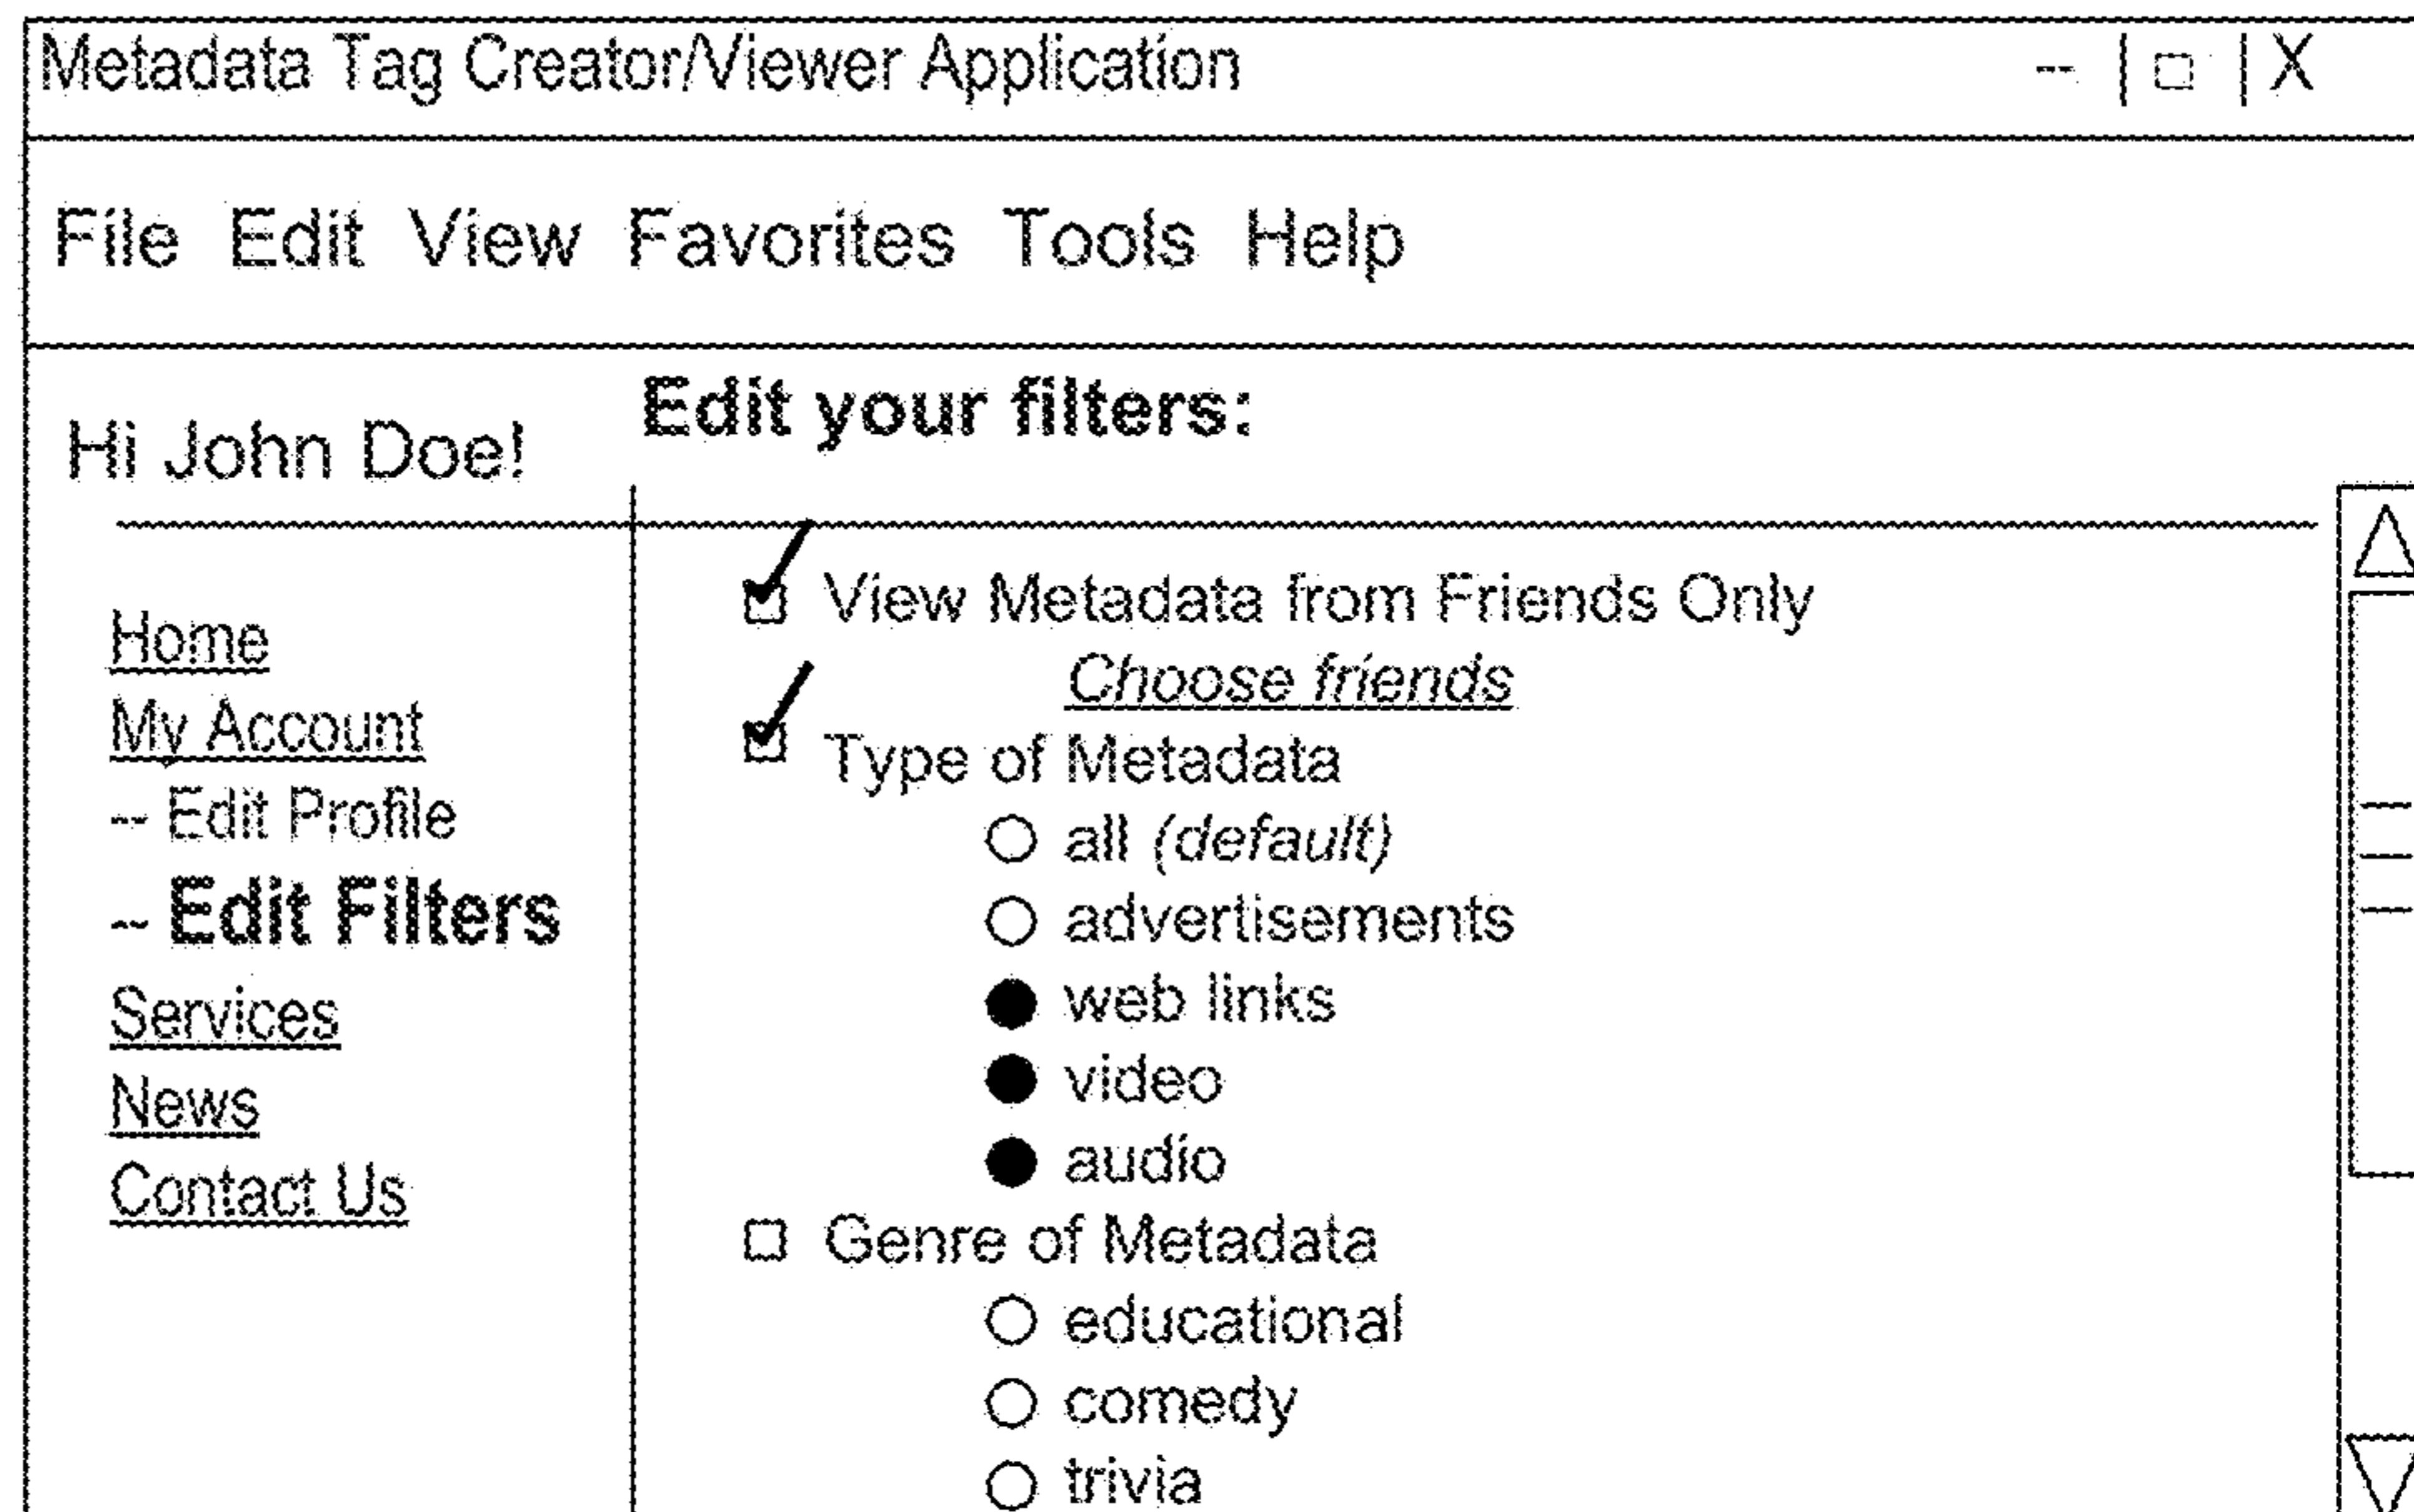 Metadata Tag Creator/Viewer Application -- | □ | X
File Edit View Favorites Tools Help
Hi John Doe!
Home
My Account
-- Edit Profile
-- Edit Filters
Services
News
Contact Us
Edit your filters:
View Metadata from Friends Only
Choose friends
Type of Metadata
all (default)
advertisements
web links
video
audio
Genre of Metadata
educational
comedy
trivia